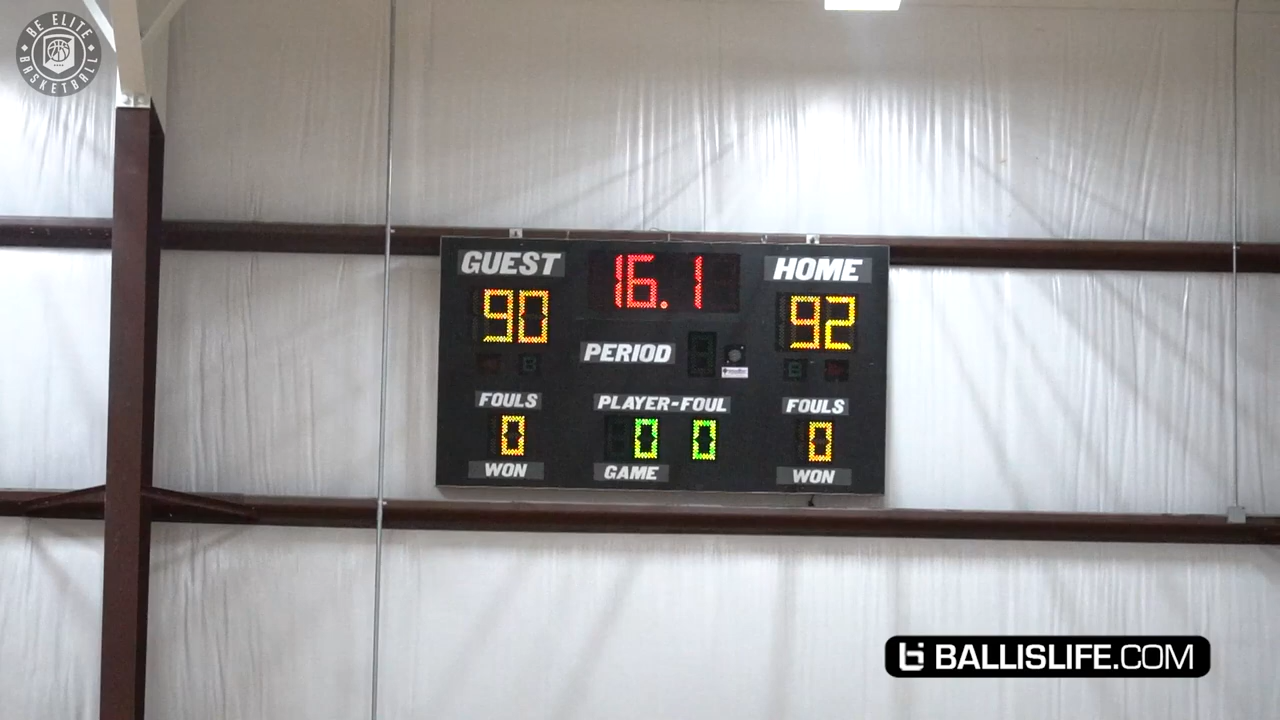 BE ELITE
BASKETBALL
GUEST
16.1
HOME
90
92
PERIOD
B
B
FOULS
PLAYER-FOUL
FOULS
0
0 0
0
WON
GAME
WON
BALLISLIFE.COM